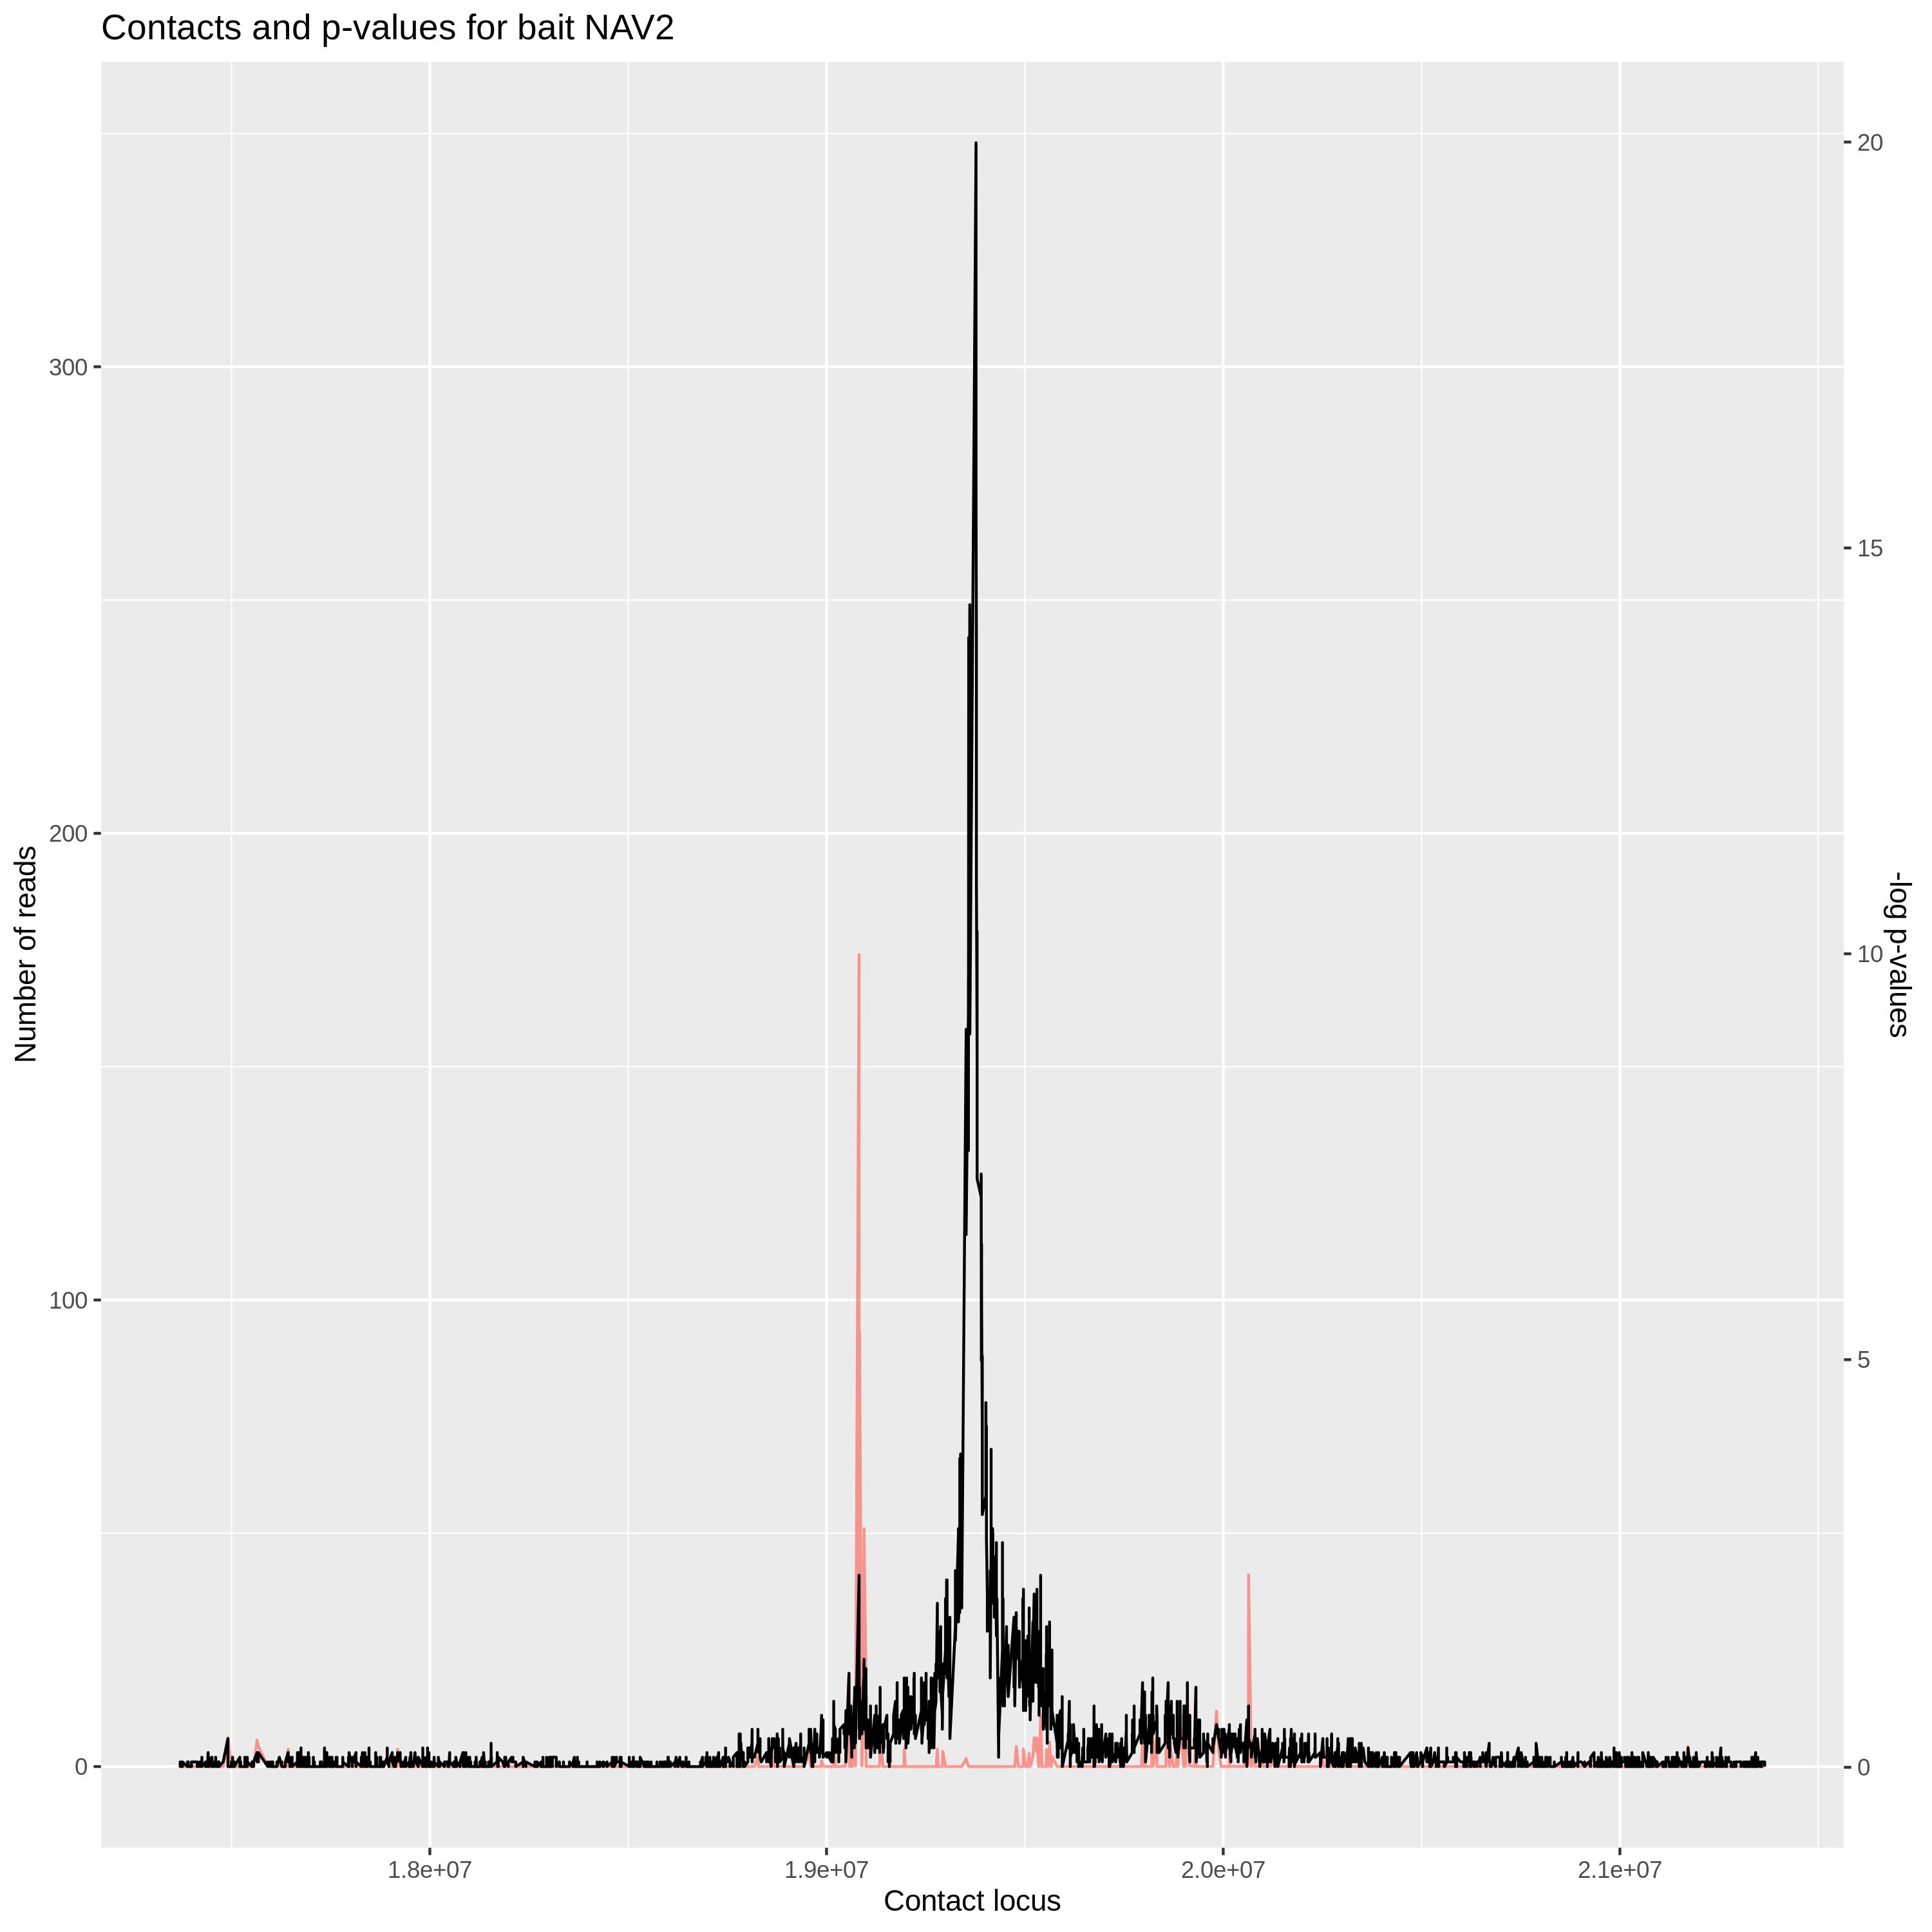 Contacts and p-values for bait NAV2
Number of reads
300
200
100
0
20
15
10
5
0
-log p-values
1.8e+07
1.9e+07
2.0e+07
2.1e+07
Contact locus